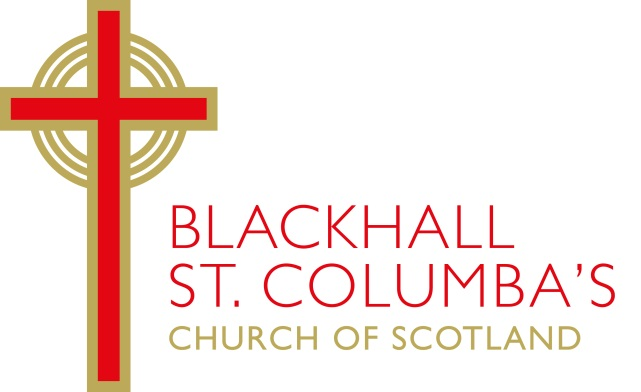 BLACKHALL
ST. COLUMBA’S
CHURCH OF SCOTLAND